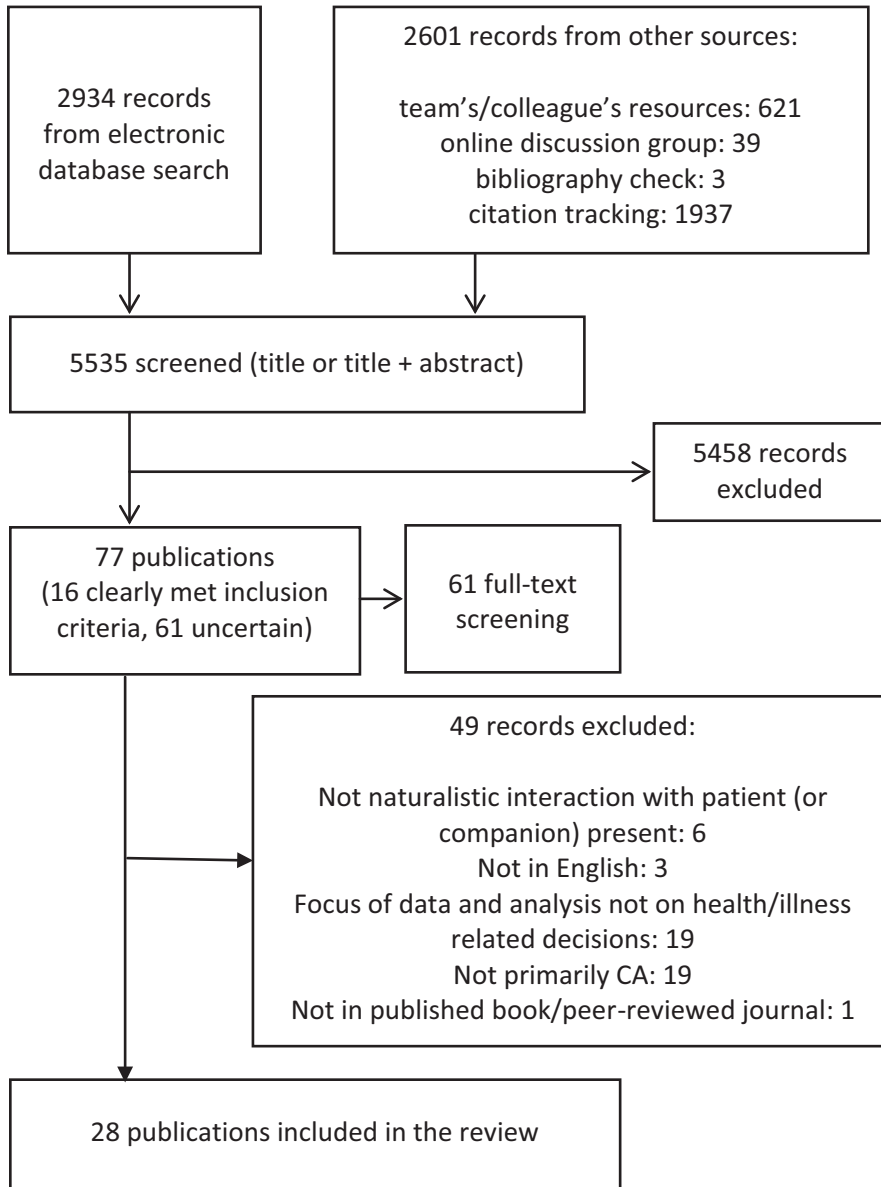 2934 records
from electronic
database search
2601 records from other sources:
team’s/colleague’s resources: 621
online discussion group: 39
bibliography check: 3
citation tracking: 1937
5535 screened (title or title + abstract)
5458 records
excluded
77 publications
(16 clearly met inclusion
criteria, 61 uncertain)
61 full-text
screening
49 records excluded:
Not naturalistic interaction with patient (or
companion) present: 6
Not in English: 3
Focus of data and analysis not on health/illness
related decisions: 19
Not primarily CA: 19
Not in published book/peer-reviewed journal: 1
28 publications included in the review